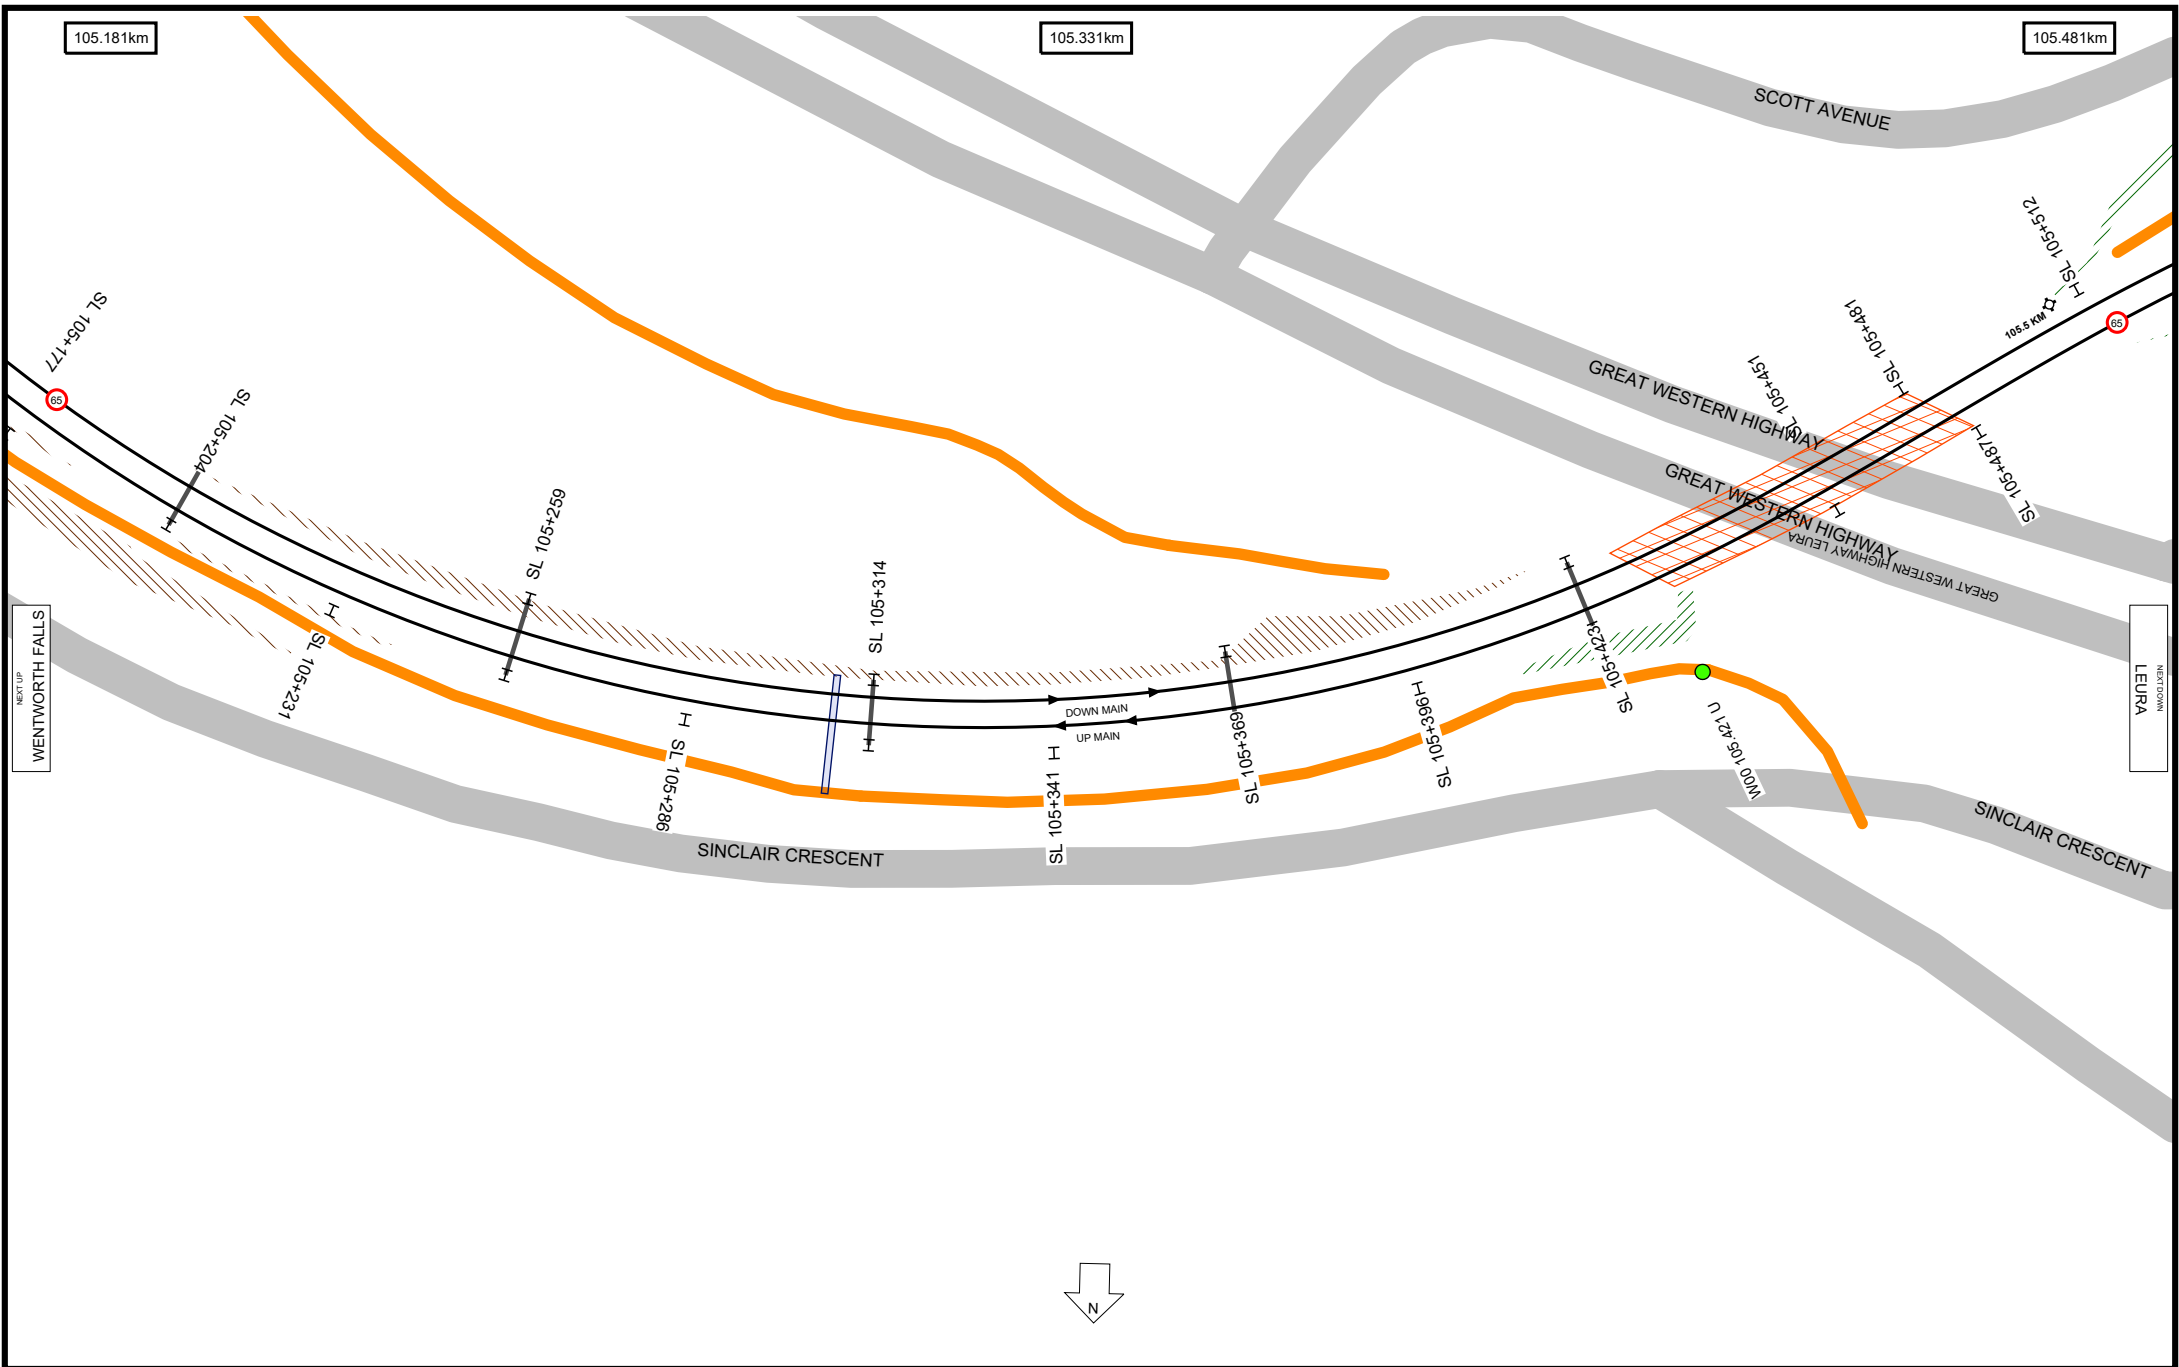 105.181km
105.331km
105.481km
SCOTT AVENUE
SL 105+512
SL 105+177
65
105.5 KM
65
SL 105+481
SL 105+451
GREAT WESTERN HIGHWAY
SL 105+204
SL 105+487
GREAT WESTERN HIGHWAY
GREAT WESTERN HIGHWAY LEURA
SL 105+259
SL 105+314
NEXT UP
WENTWORTH FALLS
SL 105+231
SL 105+423
NEXT DOWN
LEURA
DOWN MAIN
UP MAIN
SL 105+286
SL 105+341
SL 105+369
SL 105+396
W00 105.421 U
SINCLAIR CRESCENT
SINCLAIR CRESCENT
N